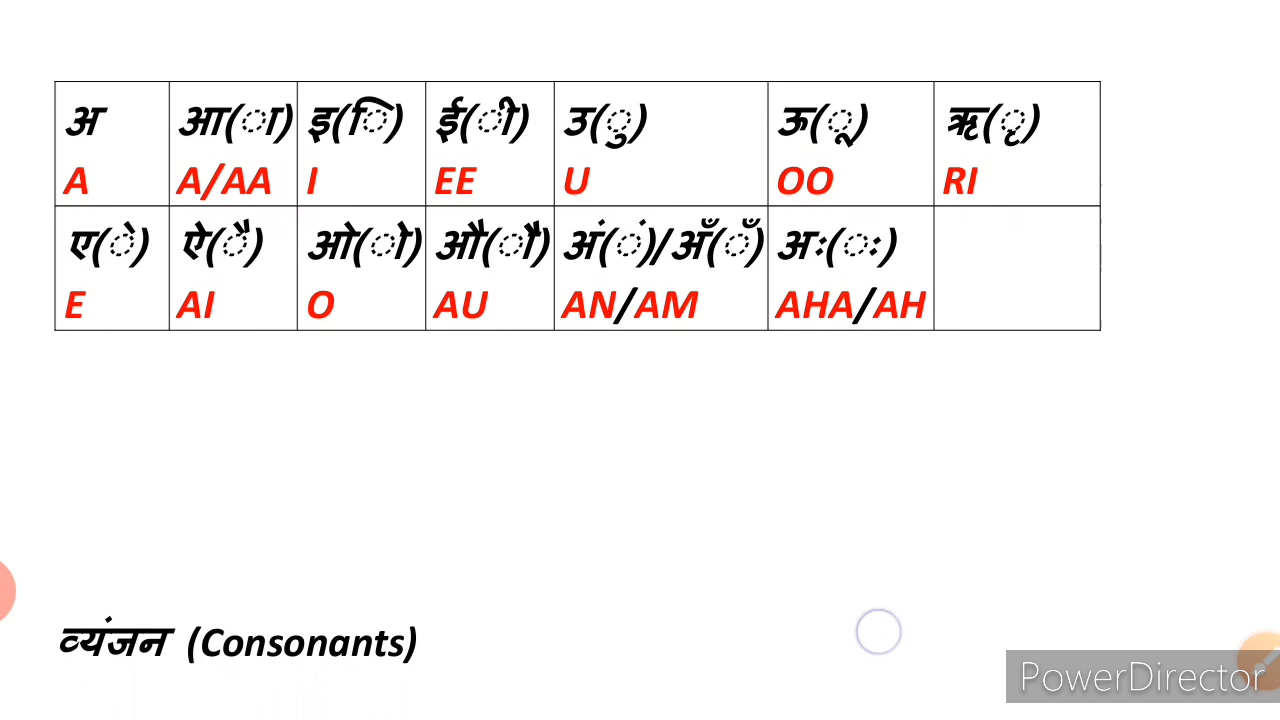 अ आ(ा) इ(ि) ई(ी) उ(ु) ऊ(ू) ऋ(ृ)
A A/AA I EE U OO RI
ए(े) ऐ(ै) ओ(ो) औ(ौ) अं(ं)/अँ(ँ) अः(ः)
E AI O AU AN/AM AHA/AH
व्यंजन (Consonants)
PowerDirector